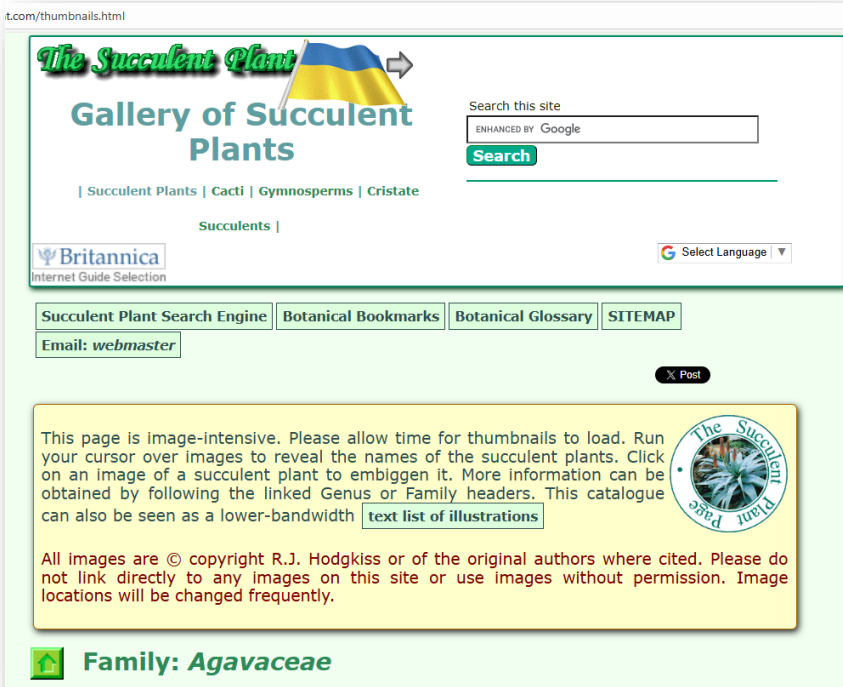 t.com/thumbnails.html
The Succulent Plant
Gallery of Succulent
Plants
| Succulent Plants | Cacti | Gymnosperms | Cristate
Succulents |
Search this site
ENHANCED BY Google
Search
Britannica
Internet Guide Selection
G Select Language ▼
Succulent Plant Search Engine Botanical Bookmarks Botanical Glossary SITEMAP
Email: webmaster
X Post
This page is image-intensive. Please allow time for thumbnails to load. Run
your cursor over images to reveal the names of the succulent plants. Click
on an image of a succulent plant to embiggen it. More information can be
obtained by following the linked Genus or Family headers. This catalogue
can also be seen as a lower-bandwidth text list of illustrations
The Succulent Plant Page
All images are © copyright R.J. Hodgkiss or of the original authors where cited. Please do
not link directly to any images on this site or use images without permission. Image
locations will be changed frequently.
Family: Agavaceae